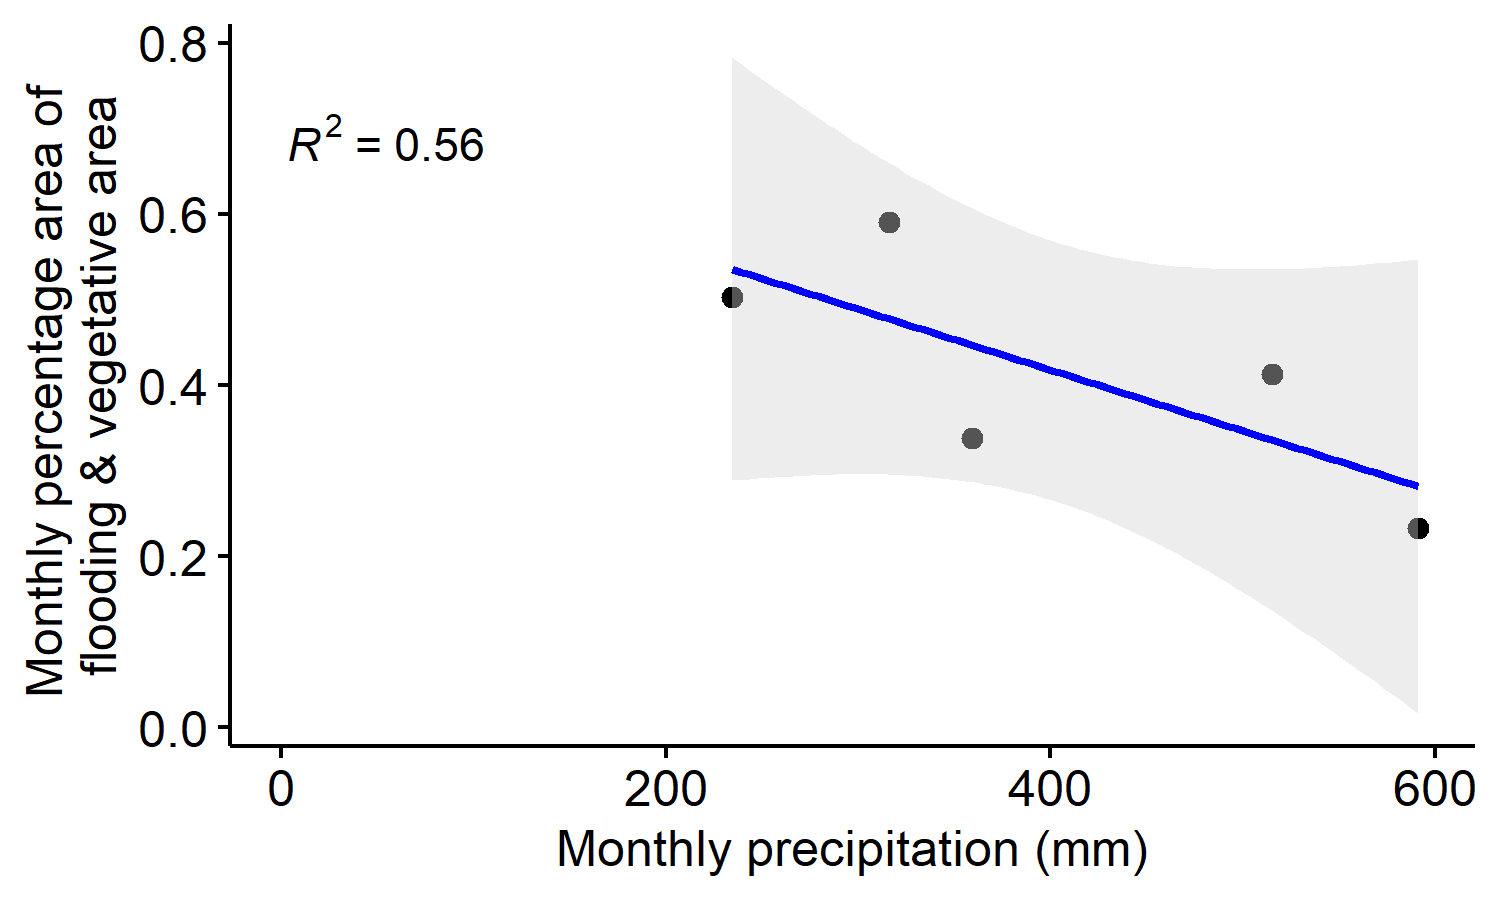 Monthly percentage area of
flooding & vegetative area
0.8
0.6
0.4
0.2
0.0
R² = 0.56
0 200 400 600
Monthly precipitation (mm)